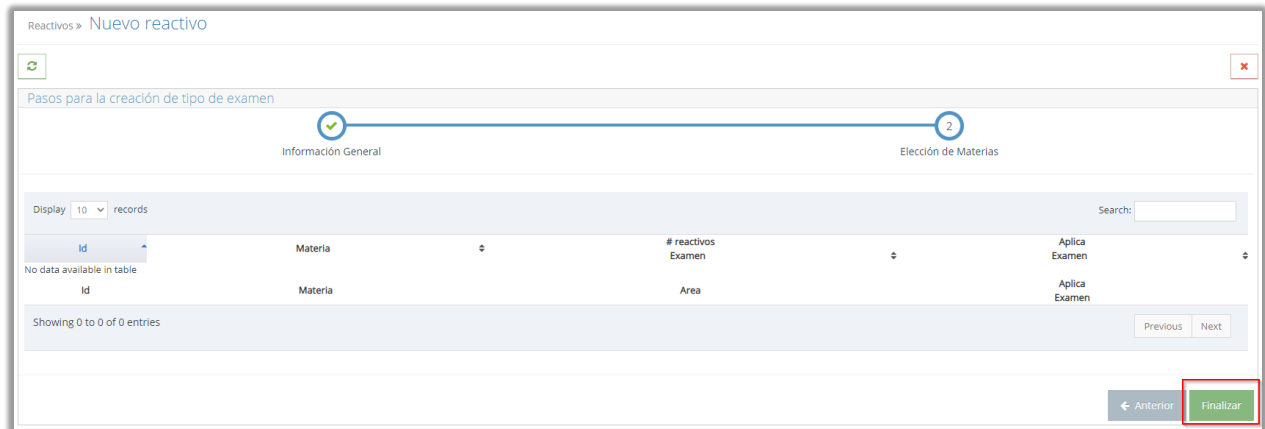 Reactivos » Nuevo reactivo
Pasos para la creación de tipo de examen
2
Información General
Elección de Materias
Display 10 records
Search:
Id
Materia
# reactivos
Examen
Aplica
Examen
No data available in table
Id
Materia
Area
Aplica
Examen
Showing 0 to 0 of 0 entries
Previous Next
Anterior
Finalizar